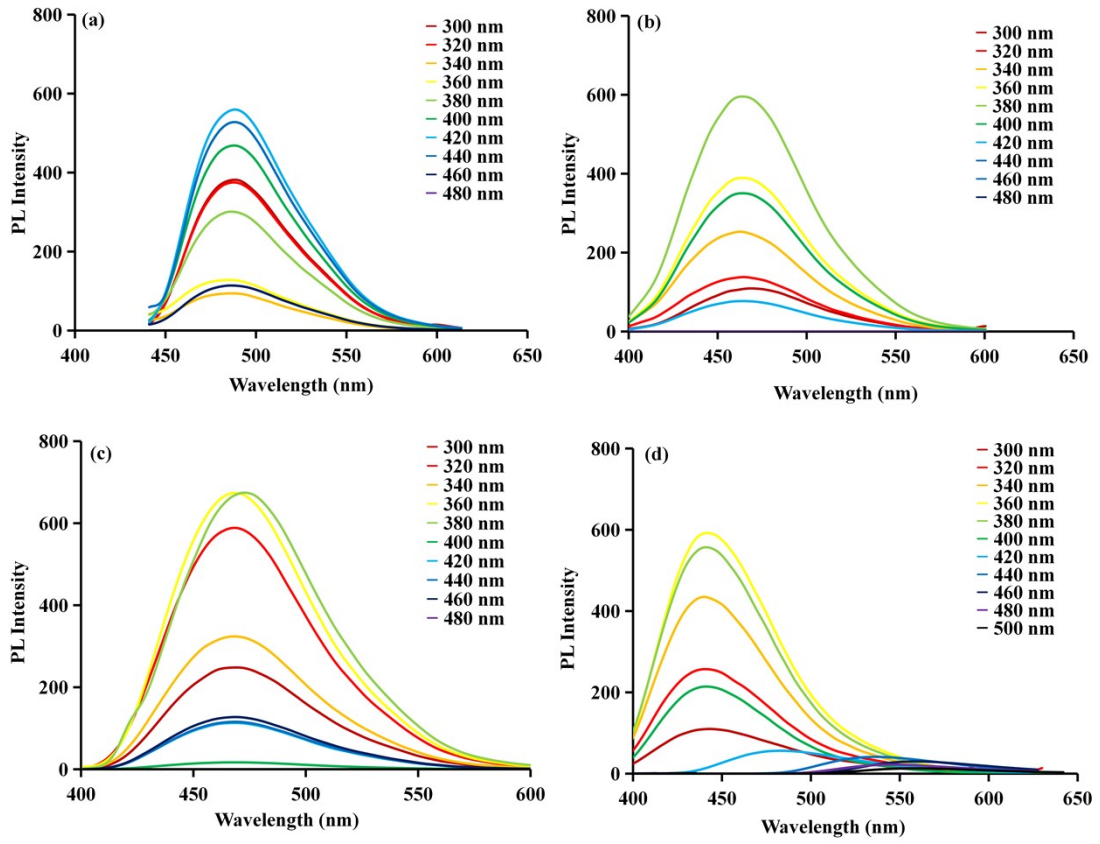 (a)
800
600
400
200
0
PL Intensity
400 450 500 550 600 650
Wavelength (nm)
300 nm
320 nm
340 nm
360 nm
380 nm
400 nm
420 nm
440 nm
460 nm
480 nm
(b)
800
600
400
200
0
PL Intensity
400 450 500 550 600 650
Wavelength (nm)
300 nm
320 nm
340 nm
360 nm
380 nm
400 nm
420 nm
440 nm
460 nm
480 nm
(c)
800
600
400
200
0
PL Intensity
400 450 500 550 600
Wavelength (nm)
300 nm
320 nm
340 nm
360 nm
380 nm
400 nm
420 nm
440 nm
460 nm
480 nm
(d)
800
600
400
200
0
PL Intensity
400 450 500 550 600 650
Wavelength (nm)
300 nm
320 nm
340 nm
360 nm
380 nm
400 nm
420 nm
440 nm
460 nm
480 nm
500 nm